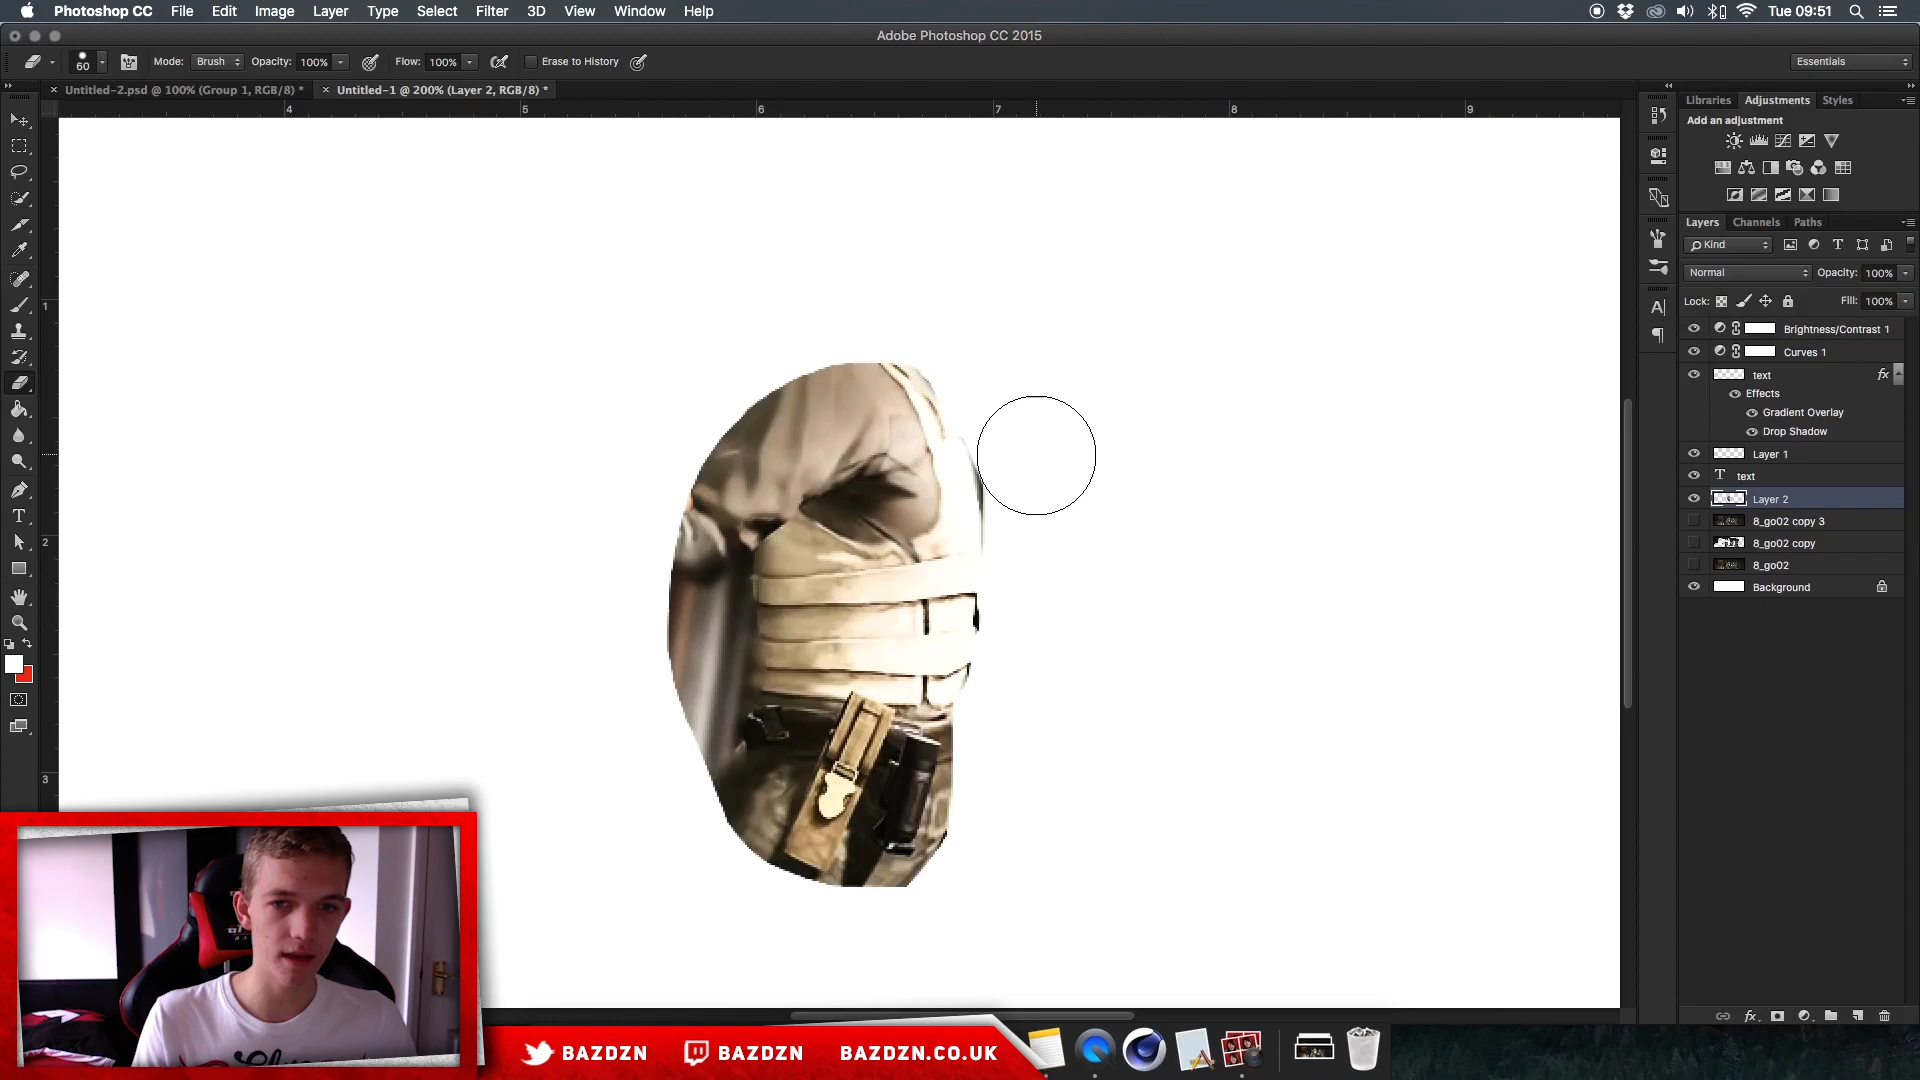 Photoshop CC File Edit Image Layer Type Select Filter 3D View Window Help Tue 09:51
Adobe Photoshop CC 2015
60 Mode: Brush Opacity: 100% Flow: 100% Erase to History Essentials
Untitled-2.psd @ 100% (Group 1, RGB/8) * Untitled-1 @ 200% (Layer 2, RGB/8) *
4 5 6 7 8 9
1
2
3
Libraries Adjustments Styles
Add an adjustment
Layers Channels Paths
Kind
Normal Opacity: 100%
Lock: Fill: 100%
Brightness/Contrast 1
Curves 1
text fx
Effects
Gradient Overlay
Drop Shadow
Layer 1
T text
Layer 2
8_go02 copy 3
8_go02 copy
8_go02
Background
BAZDZN BAZDZN BAZDZN.CO.UK